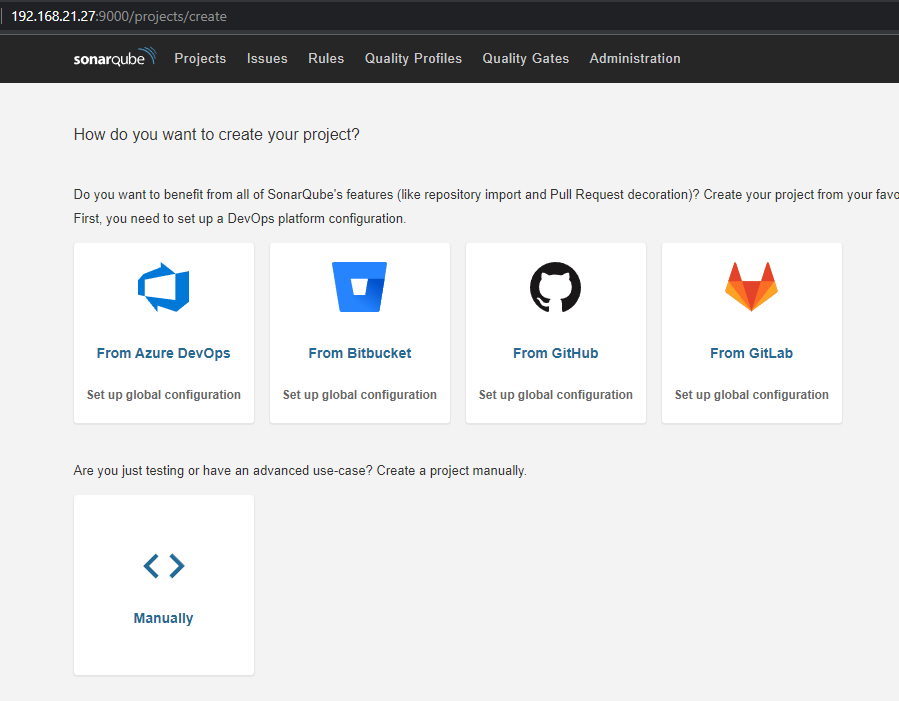 192.168.21.27:9000/projects/create
sonarqube Projects Issues Rules Quality Profiles Quality Gates Administration
How do you want to create your project?
Do you want to benefit from all of SonarQube's features (like repository import and Pull Request decoration)? Create your project from your favo
First, you need to set up a DevOps platform configuration.
From Azure DevOps From Bitbucket From GitHub From GitLab
Set up global configuration Set up global configuration Set up global configuration Set up global configuration
Are you just testing or have an advanced use-case? Create a project manually.
Manually